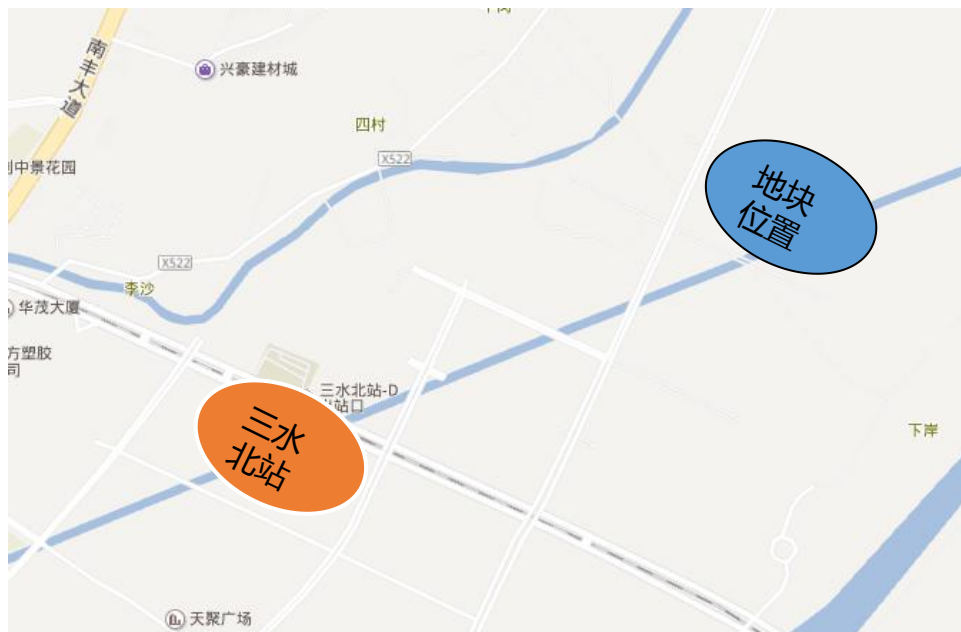 南丰大道
兴豪建材城
四村
X522
中景花园
地块
位置
X522
李沙
华茂大厦
方塑胶
司
三水北站-D
站口
三水
北站
下岸
天聚广场